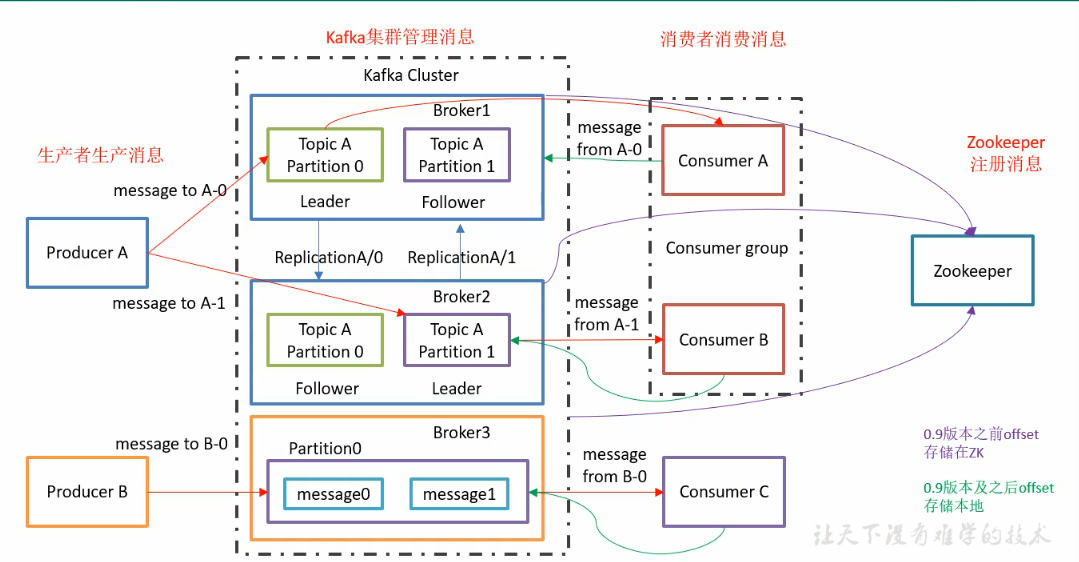 Kafka集群管理消息
消费者消费消息
Kafka Cluster
Broker1
Topic A
Partition 0
Topic A
Partition 1
Leader
Follower
生产者生产消息
message to A-0
Producer A
message to A-1
ReplicationA/0
ReplicationA/1
Broker2
Topic A
Partition 0
Topic A
Partition 1
Follower
Leader
message
from A-0
Consumer A
Consumer group
message
from A-1
Consumer B
Zookeeper
注册消息
Zookeeper
message to B-0
Producer B
Broker3
Partition0
message0
message1
message
from B-0
Consumer C
0.9版本之前offset
存储在ZK
0.9版本及之后offset
存储本地
让天下没有难学的技术